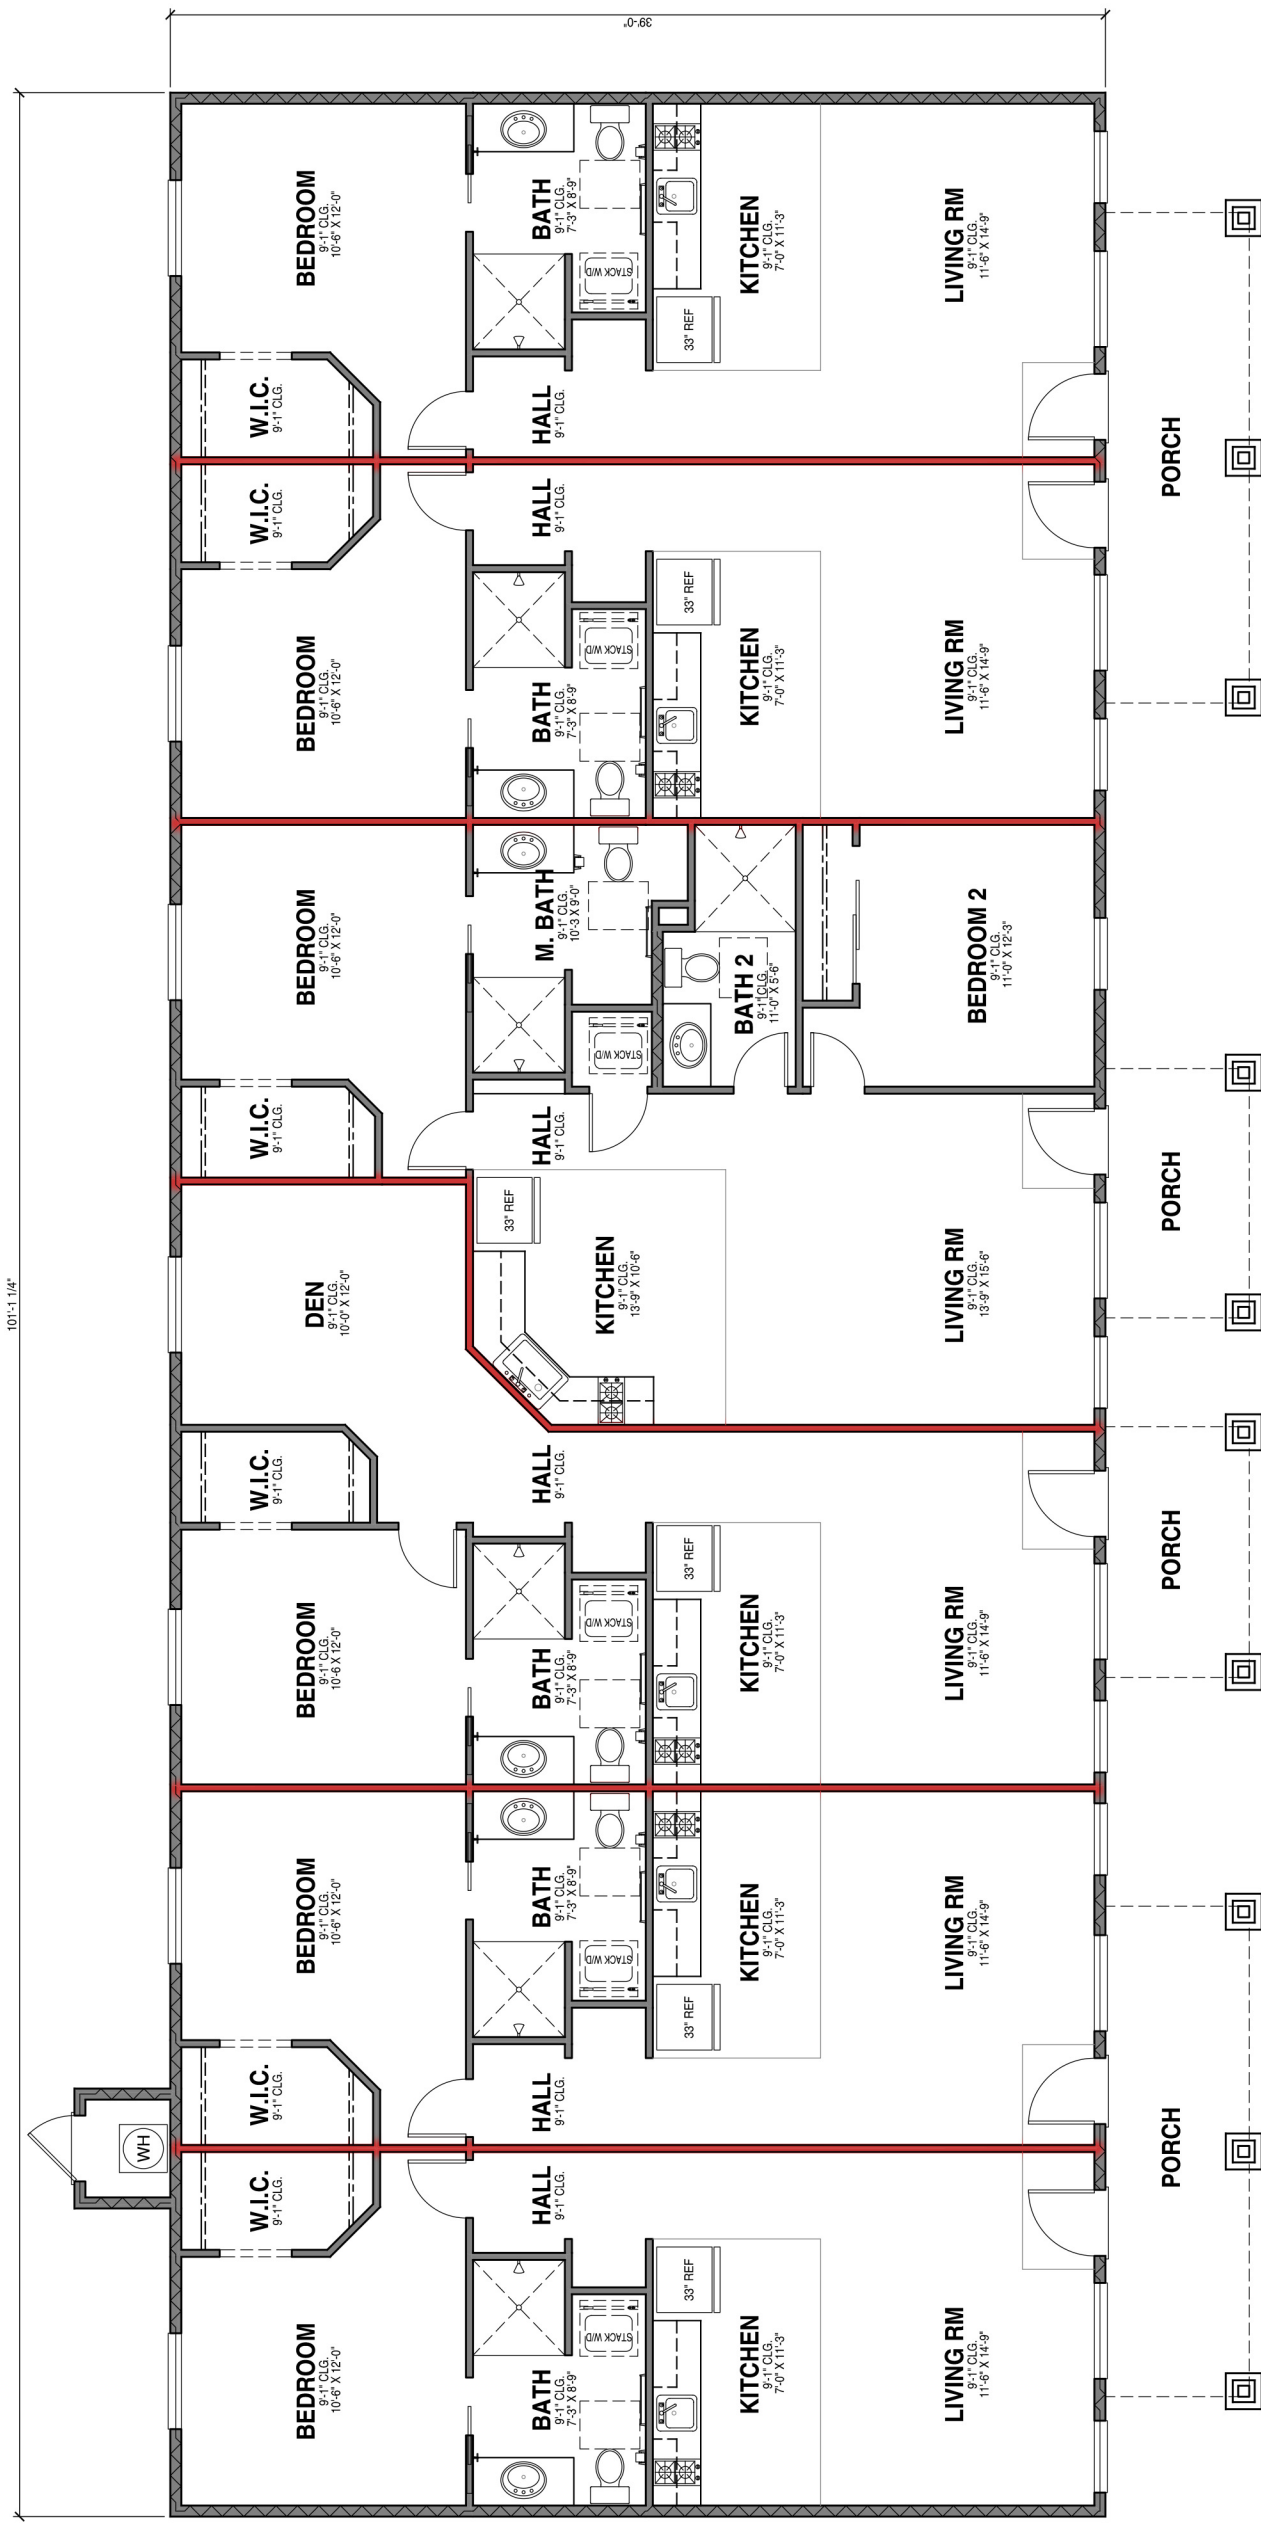 101'-1 1/4"
39'-0"
WH
BEDROOM
9'-1" CLG.
10'-6" X 12'-0"
W.I.C.
9'-1" CLG.
W.I.C.
9'-1" CLG.
BEDROOM
9'-1" CLG.
10'-6" X 12'-0"
BEDROOM
9'-1" CLG.
10'-6 X 12'-0"
W.I.C.
9'-1" CLG.
DEN
9'-1" CLG.
10'-0" X 12'-0"
W.I.C.
9'-1" CLG.
BEDROOM
9'-1" CLG.
10'-6" X 12'-0"
BEDROOM
9'-1" CLG.
10'-6" X 12'-0"
W.I.C.
9'-1" CLG.
W.I.C.
9'-1" CLG.
BEDROOM
9'-1" CLG.
10'-6" X 12'-0"
BATH
9'-1" CLG.
7'-3" X 8'-9"
STACK W/D
HALL
9'-1" CLG.
HALL
9'-1" CLG.
STACK W/D
BATH
9'-1" CLG.
7'-3" X 8'-9"
BATH
9'-1" CLG.
7'-3" X 8'-9"
STACK W/D
HALL
9'-1" CLG.
33" REF
KITCHEN
9'-1" CLG.
13'-9" X 10'-6"
HALL
9'-1" CLG.
STACK W/D
M. BATH
9'-1" CLG.
10'-3 X 9'-0"
BATH
9'-1" CLG.
7'-3" X 8'-9"
STACK W/D
HALL
9'-1" CLG.
HALL
9'-1" CLG.
STACK W/D
BATH
9'-1" CLG.
7'-3" X 8'-9"
KITCHEN
9'-1" CLG.
7'-0" X 11'-3"
33" REF
33" REF
KITCHEN
9'-1" CLG.
7'-0" X 11'-3"
KITCHEN
9'-1" CLG.
7'-0" X 11'-3"
33" REF
BATH 2
9'-1" CLG.
11'-0" X 5'-6"
KITCHEN
9'-1" CLG.
7'-0" X 11'-3"
33" REF
33" REF
KITCHEN
9'-1" CLG.
7'-0" X 11'-3"
LIVING RM
9'-1" CLG.
11'-6" X 14'-9"
LIVING RM
9'-1" CLG.
11'-6" X 14'-9"
LIVING RM
9'-1" CLG.
11'-6" X 14'-9"
LIVING RM
9'-1" CLG.
13'-9" X 15'-6"
BEDROOM 2
9'-1" CLG.
11'-0" X 12'-3"
LIVING RM
9'-1" CLG.
11'-6" X 14'-9"
LIVING RM
9'-1" CLG.
11'-6" X 14'-9"
PORCH
PORCH
PORCH
PORCH